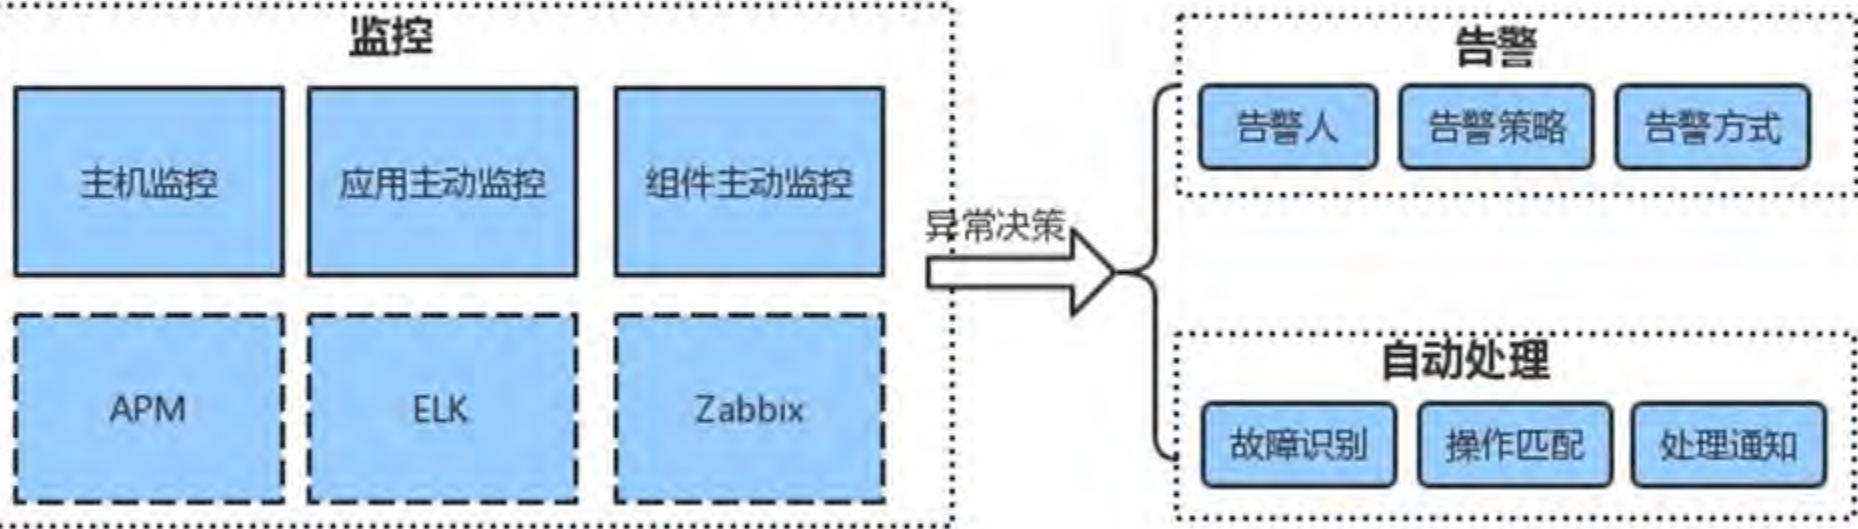 监控
主机监控
应用主动监控
组件主动监控
APM
ELK
Zabbix
异常决策
告警
告警人
告警策略
告警方式
自动处理
故障识别
操作匹配
处理通知